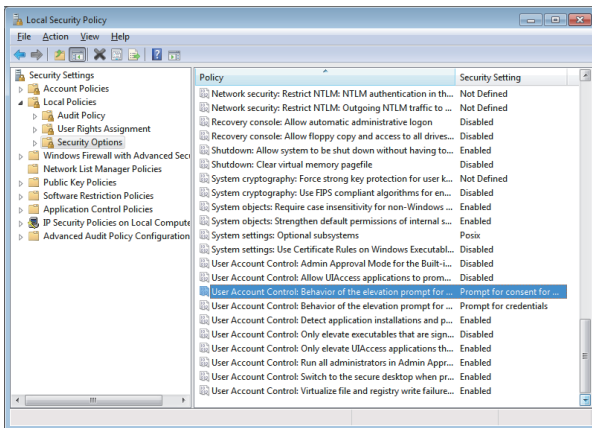 Local Security Policy
File Action View Help
Security Settings
Account Policies
Local Policies
Audit Policy
User Rights Assignment
Security Options
Windows Firewall with Advanced Secu
Network List Manager Policies
Public Key Policies
Software Restriction Policies
Application Control Policies
IP Security Policies on Local Compute
Advanced Audit Policy Configuration
Policy Security Setting
Network security: Restrict NTLM: NTLM authentication in th... Not Defined
Network security: Restrict NTLM: Outgoing NTLM traffic to ... Not Defined
Recovery console: Allow automatic administrative logon Disabled
Recovery console: Allow floppy copy and access to all drives... Disabled
Shutdown: Allow system to be shut down without having to... Enabled
Shutdown: Clear virtual memory pagefile Disabled
System cryptography: Force strong key protection for user k... Not Defined
System cryptography: Use FIPS compliant algorithms for en... Disabled
System objects: Require case insensitivity for non-Windows ... Enabled
System objects: Strengthen default permissions of internal s... Enabled
System settings: Optional subsystems Posix
System settings: Use Certificate Rules on Windows Executabl... Disabled
User Account Control: Admin Approval Mode for the Built-i... Disabled
User Account Control: Allow UIAccess applications to prom... Disabled
User Account Control: Behavior of the elevation prompt for ... Prompt for consent for ...
User Account Control: Behavior of the elevation prompt for ... Prompt for credentials
User Account Control: Detect application installations and p... Enabled
User Account Control: Only elevate executables that are sign... Disabled
User Account Control: Only elevate UIAccess applications th... Enabled
User Account Control: Run all administrators in Admin Appr... Enabled
User Account Control: Switch to the secure desktop when pr... Enabled
User Account Control: Virtualize file and registry write failure... Enabled